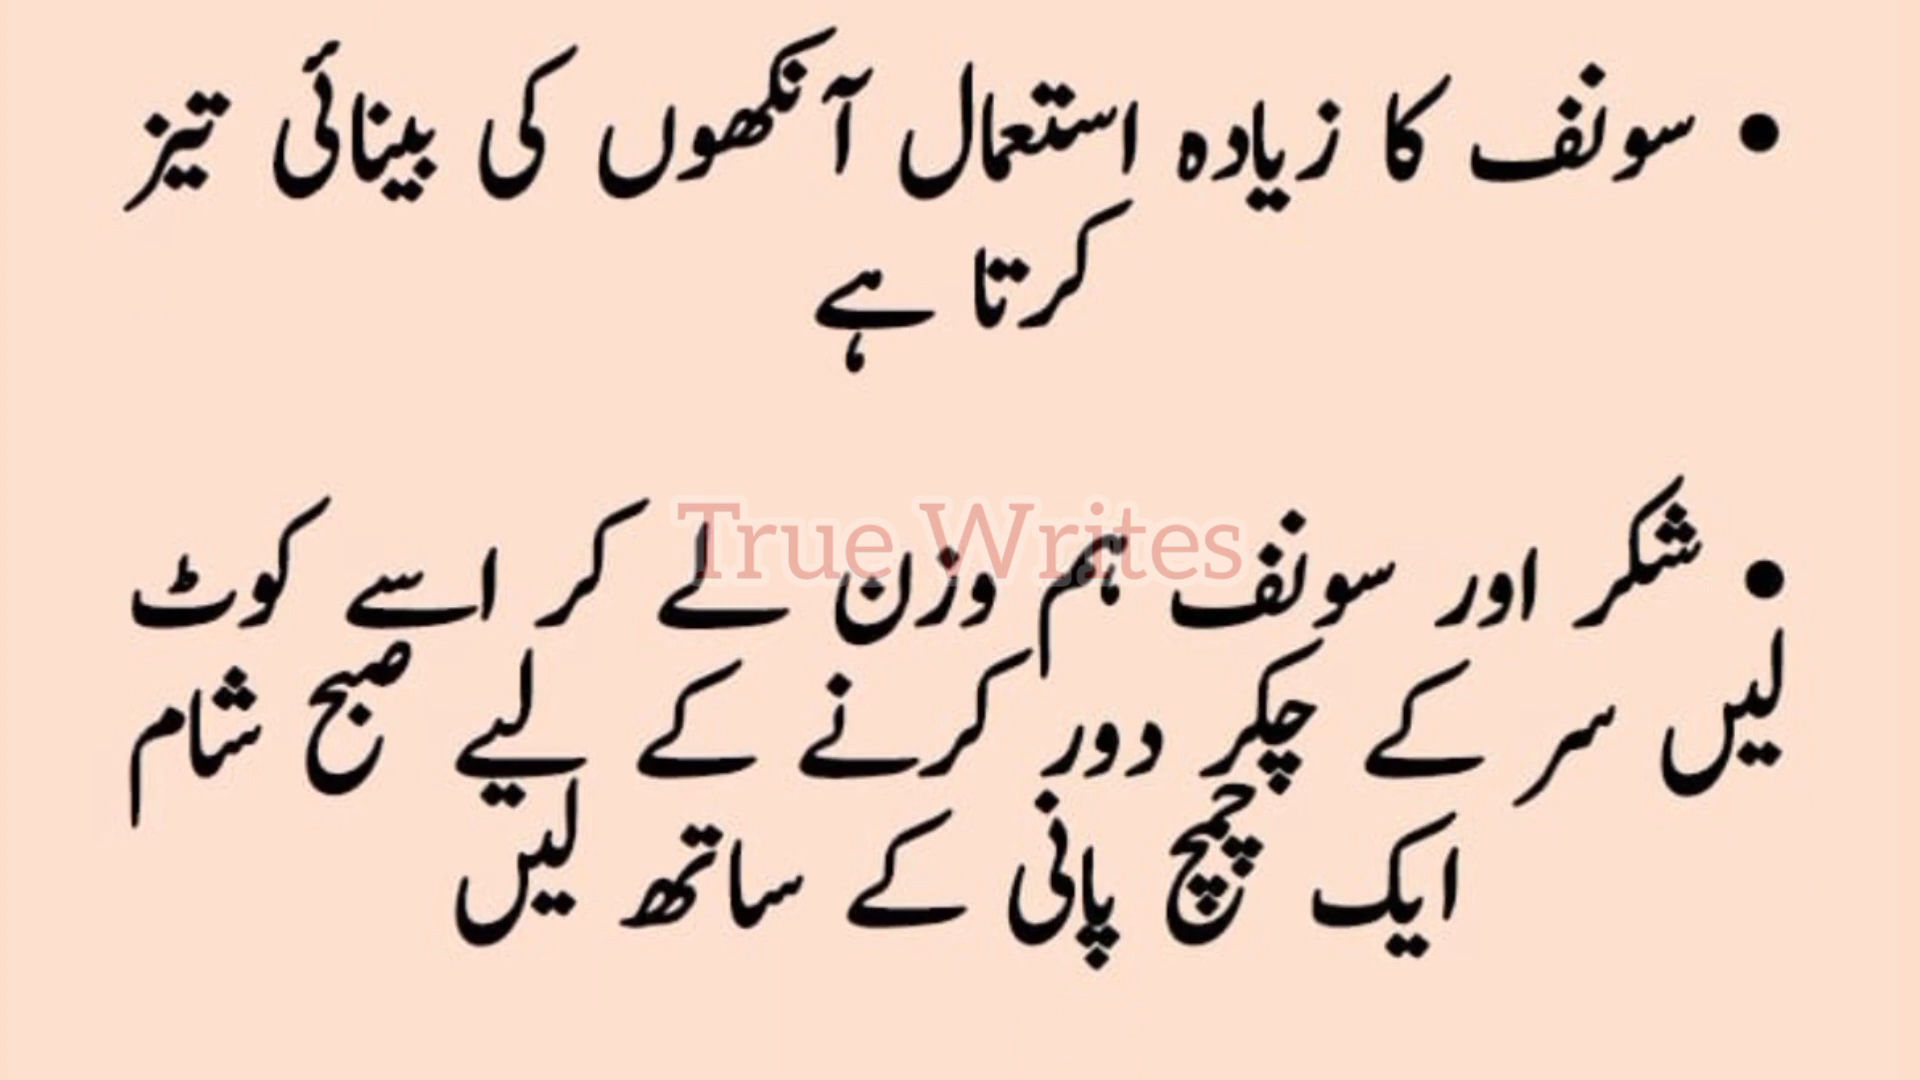 • سونف کا زیادہ استعمال آنکھوں کی بینائی تیز
کرتا ہے
True Writes
• شکر اور سونف ہم وزن لے کر اسے کوٹ
لیں سر کے چکر دور کرنے کے لیے صبح شام
ایک چمچ پانی کے ساتھ لیں